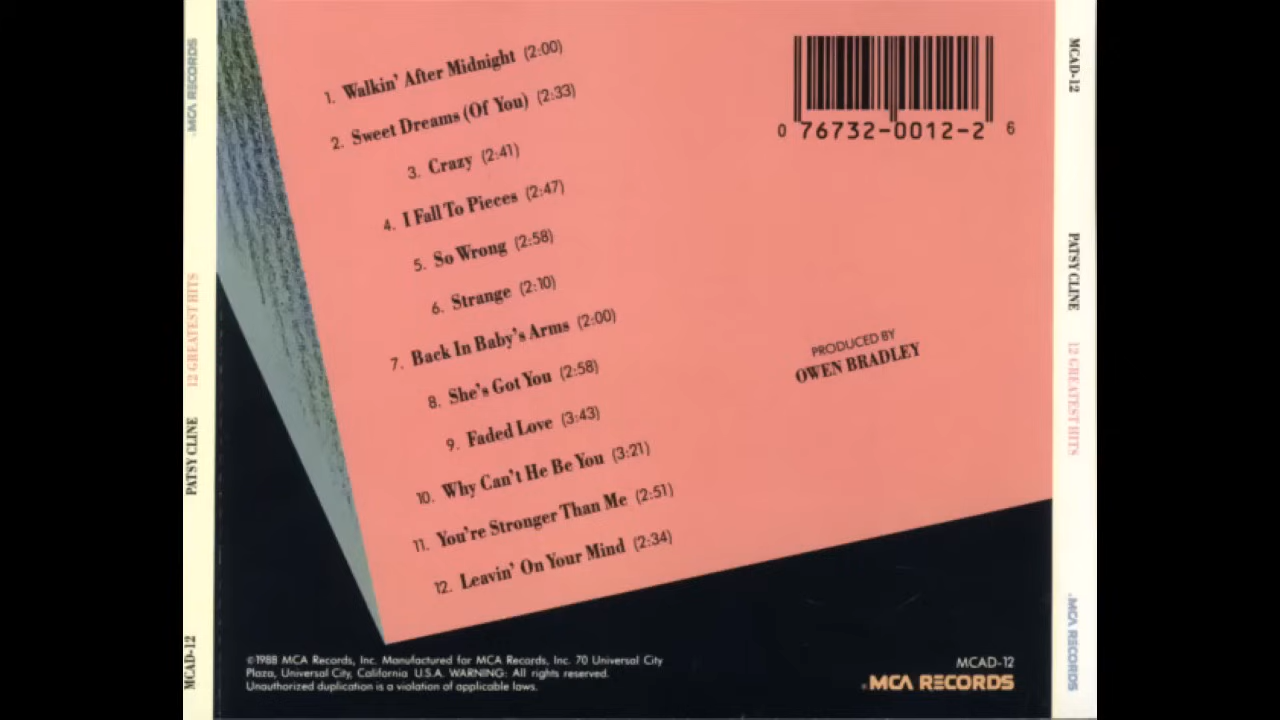 MCA RECORDS
12 GREATEST HITS
PATSY CLINE
MCAD-12
1. Walkin' After Midnight (2:00)
2. Sweet Dreams (Of You) (2:33)
3. Crazy (2:41)
4. I Fall To Pieces (2:47)
5. So Wrong (2:58)
6. Strange (2:10)
7. Back In Baby's Arms (2:00)
8. She's Got You (2:58)
9. Faded Love (3:43)
10. Why Can't He Be You (3:21)
11. You're Stronger Than Me (2:51)
12. Leavin' On Your Mind (2:34)
0 76732-0012-2 6
PRODUCED BY
OWEN BRADLEY
©1988 MCA Records, Inc. Manufactured for MCA Records, Inc. 70 Universal City
Plaza, Universal City, California U.S.A. WARNING: All rights reserved.
Unauthorized duplication is a violation of applicable laws.
MCAD-12
MCA RECORDS
MCAD-12
PATSY CLINE
12 GREATEST HITS
MCA RECORDS